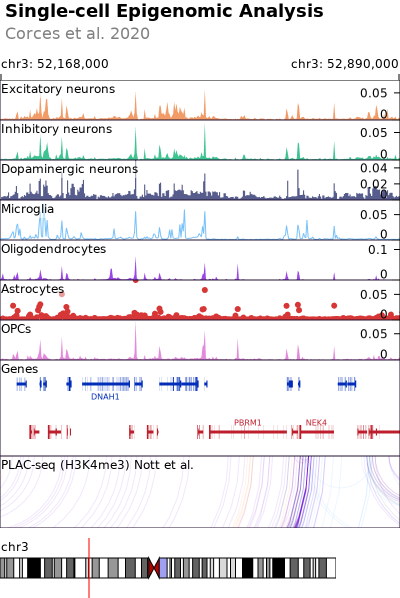 Single-cell Epigenomic Analysis
Corces et al. 2020
chr3: 52,168,000 chr3: 52,890,000
Excitatory neurons
0.05
0
Inhibitory neurons
0.05
0
Dopaminergic neurons
0.04
0.02
0
Microglia
0.05
0
Oligodendrocytes
0.1
0
Astrocytes
0.05
0
OPCs
0.05
0
Genes
DNAH1
PBRM1
NEK4
PLAC-seq (H3K4me3) Nott et al.
chr3